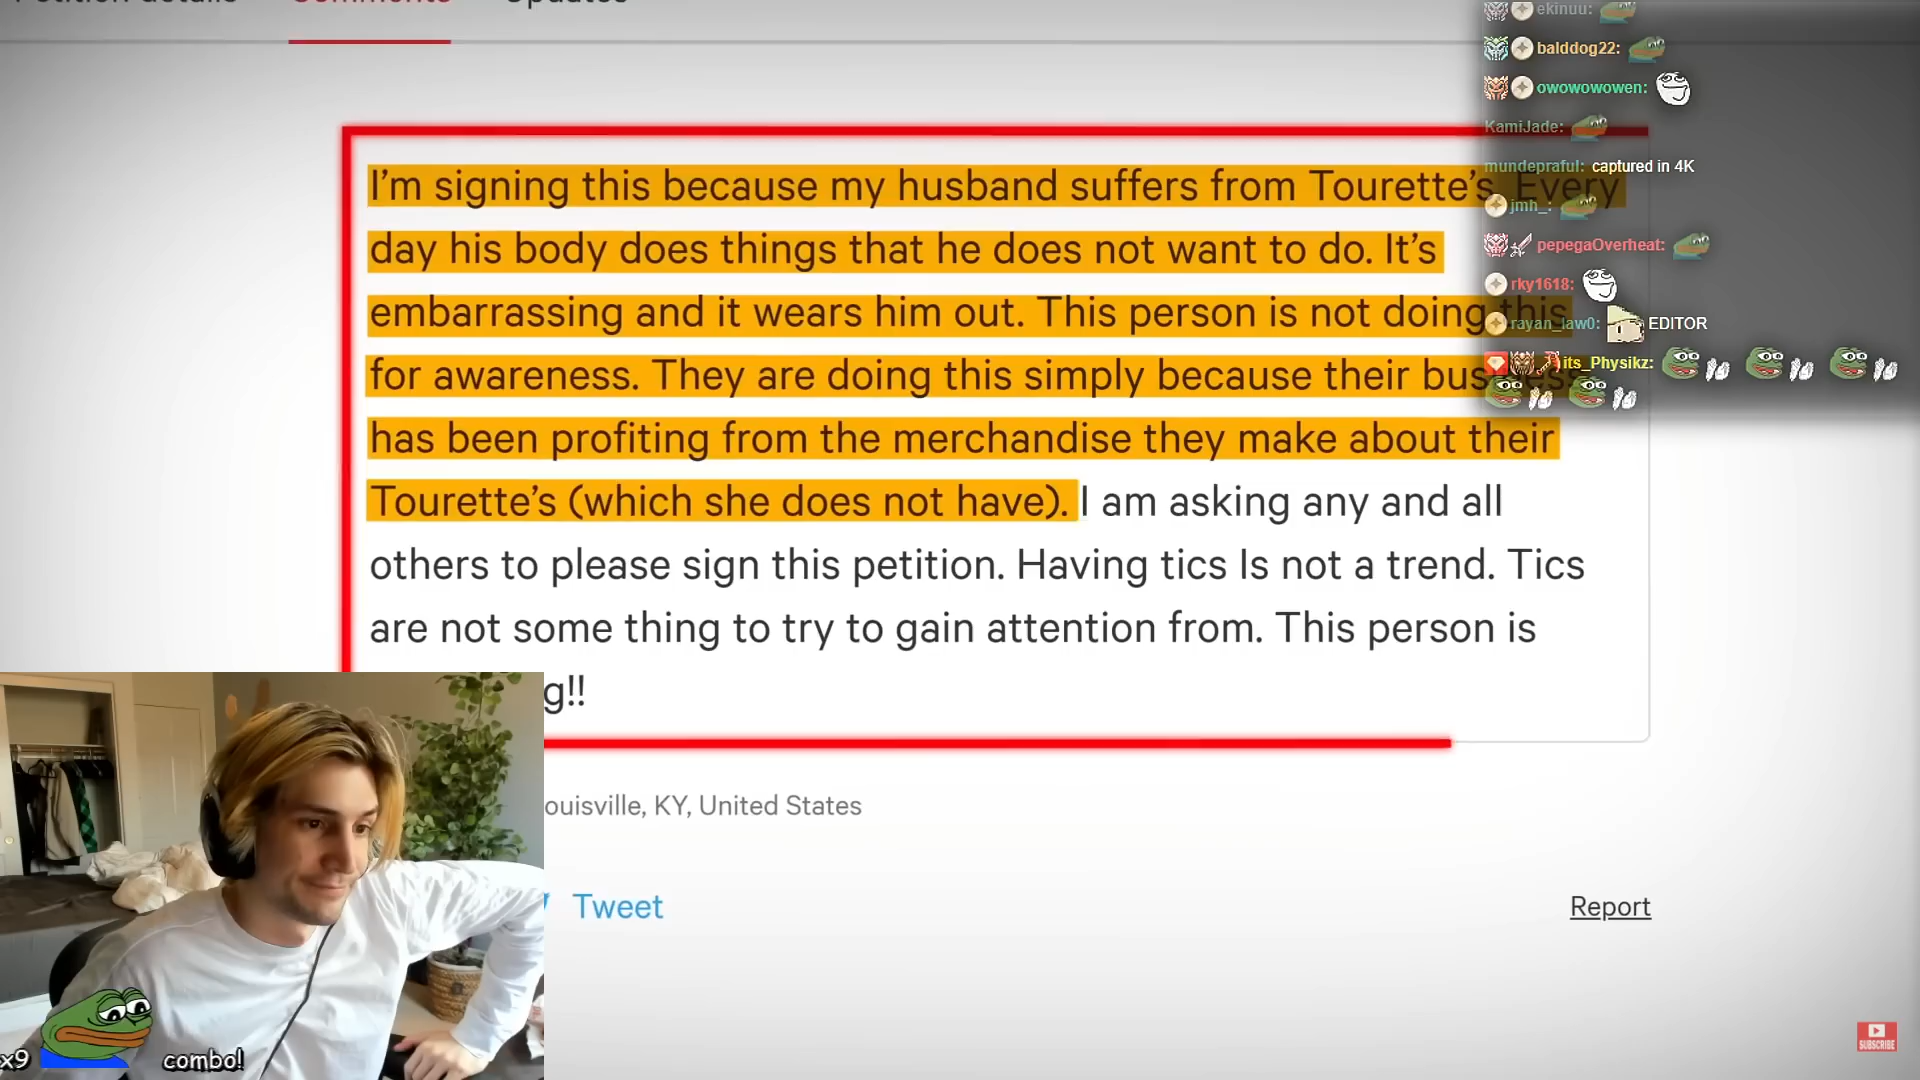 Petition details Comments Updates
I'm signing this because my husband suffers from Tourette's. Every
day his body does things that he does not want to do. It's
embarrassing and it wears him out. This person is not doing this
for awareness. They are doing this simply because their
has been profiting from the merchandise they make about their
Tourette's (which she does not have). I am asking any and all
others to please sign this petition. Having tics Is not a trend. Tics
are not some thing to try to gain attention from. This person is
g!!
ouisville, KY, United States
Tweet
Report
ekinuu:
balddog22:
owowowowen:
KamiJade:
mundepraful: captured in 4K
jmh_:
pepegaOverheat:
rky1618:
rayan_law0: EDITOR
its_Physikz:
x9 combo!
SUBSCRIBE